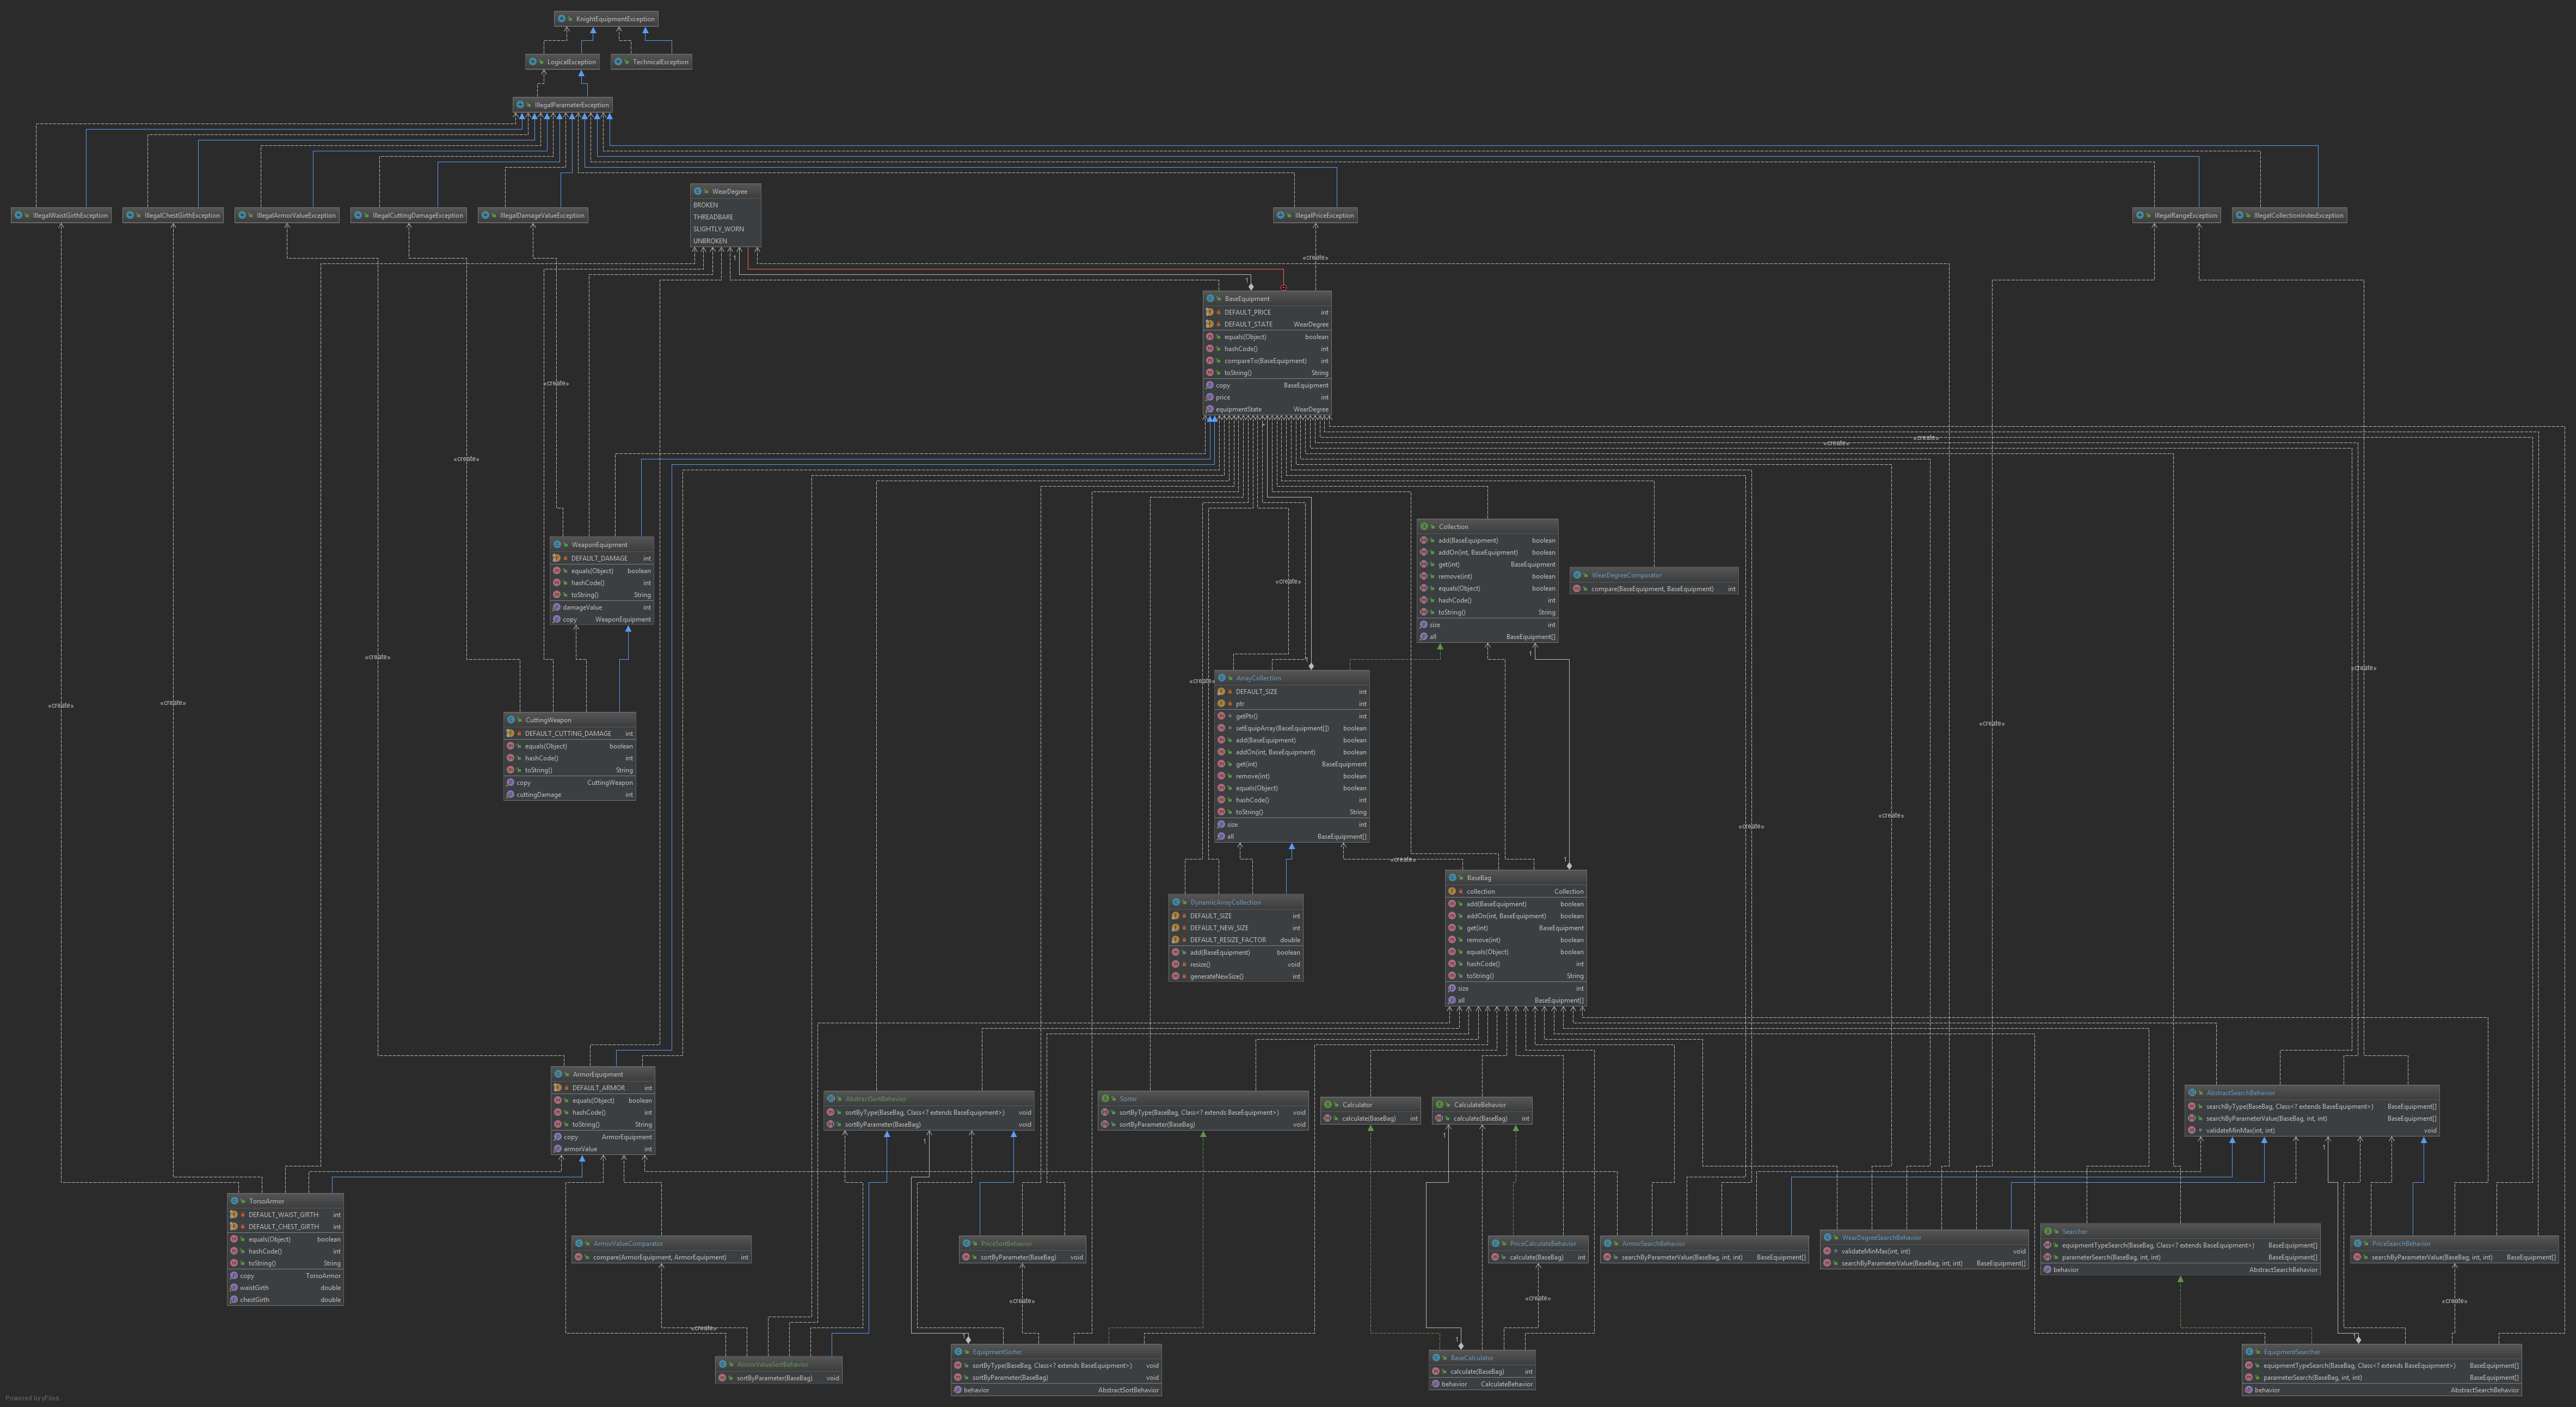 KnightEquipmentException
LogicalException
TechnicalException
IllegalParameterException
IllegalWaistGirthException
IllegalChestGirthException
IllegalArmorValueException
IllegalCuttingDamageException
IllegalDamageValueException
WearDegree
BROKEN
THREADBARE
SLIGHTLY_WORN
UNBROKEN
IllegalPriceException
IllegalRangeException
IllegalCollectionIndexException
1
«create»
1
BaseEquipment
DEFAULT_PRICE int
DEFAULT_STATE WearDegree
equals(Object) boolean
hashCode() int
compareTo(BaseEquipment) int
toString() String
copy BaseEquipment
price int
equipmentState WearDegree
«create»
«create»
«create»
«create»
WeaponEquipment
DEFAULT_DAMAGE int
equals(Object) boolean
hashCode() int
toString() String
damageValue int
copy WeaponEquipment
Collection
add(BaseEquipment) boolean
addOn(int, BaseEquipment) boolean
get(int) BaseEquipment
remove(int) boolean
equals(Object) boolean
hashCode() int
toString() String
size int
all BaseEquipment[]
WearDegreeComparator
compare(BaseEquipment, BaseEquipment) int
«create»
«create»
1
«create»
«create»
ArrayCollection
DEFAULT_SIZE int
ptr int
getPtr() int
setEquipArray(BaseEquipment[]) boolean
add(BaseEquipment) boolean
addOn(int, BaseEquipment) boolean
get(int) BaseEquipment
remove(int) boolean
equals(Object) boolean
hashCode() int
toString() String
size int
all BaseEquipment[]
«create»
«create»
«create»
CuttingWeapon
DEFAULT_CUTTING_DAMAGE int
equals(Object) boolean
hashCode() int
toString() String
copy CuttingWeapon
cuttingDamage int
«create»
«create»
«create»
1
BaseBag
collection Collection
add(BaseEquipment) boolean
addOn(int, BaseEquipment) boolean
get(int) BaseEquipment
remove(int) boolean
equals(Object) boolean
hashCode() int
toString() String
size int
all BaseEquipment[]
DynamicArrayCollection
DEFAULT_SIZE int
DEFAULT_NEW_SIZE int
DEFAULT_RESIZE_FACTOR double
add(BaseEquipment) boolean
resize() void
generateNewSize() int
ArmorEquipment
DEFAULT_ARMOR int
equals(Object) boolean
hashCode() int
toString() String
copy ArmorEquipment
armorValue int
AbstractSortBehavior
sortByType(BaseBag, Class<? extends BaseEquipment>) void
sortByParameter(BaseBag) void
Sorter
sortByType(BaseBag, Class<? extends BaseEquipment>) void
sortByParameter(BaseBag) void
Calculator
calculate(BaseBag) int
CalculateBehavior
calculate(BaseBag) int
AbstractSearchBehavior
searchByType(BaseBag, Class<? extends BaseEquipment>) BaseEquipment[]
searchByParameterValue(BaseBag, int, int) BaseEquipment[]
validateMinMax(int, int) void
1
1
1
TorsoArmor
DEFAULT_WAIST_GIRTH int
DEFAULT_CHEST_GIRTH int
equals(Object) boolean
hashCode() int
toString() String
copy TorsoArmor
waistGirth double
chestGirth double
ArmorValueComparator
compare(ArmorEquipment, ArmorEquipment) int
PriceSortBehavior
sortByParameter(BaseBag) void
PriceCalculateBehavior
calculate(BaseBag) int
ArmorSearchBehavior
searchByParameterValue(BaseBag, int, int) BaseEquipment[]
WearDegreeSearchBehavior
validateMinMax(int, int) void
searchByParameterValue(BaseBag, int, int) BaseEquipment[]
Searcher
equipmentTypeSearch(BaseBag, Class<? extends BaseEquipment>) BaseEquipment[]
parameterSearch(BaseBag, int, int) BaseEquipment[]
behavior AbstractSearchBehavior
PriceSearchBehavior
searchByParameterValue(BaseBag, int, int) BaseEquipment[]
«create»
«create»
«create»
«create»
1
1
1
ArmorValueSortBehavior
sortByParameter(BaseBag) void
EquipmentSorter
sortByType(BaseBag, Class<? extends BaseEquipment>) void
sortByParameter(BaseBag) void
behavior AbstractSortBehavior
BaseCalculator
calculate(BaseBag) int
behavior CalculateBehavior
EquipmentSearcher
equipmentTypeSearch(BaseBag, Class<? extends BaseEquipment>) BaseEquipment[]
parameterSearch(BaseBag, int, int) BaseEquipment[]
behavior AbstractSearchBehavior
Powered by yFiles